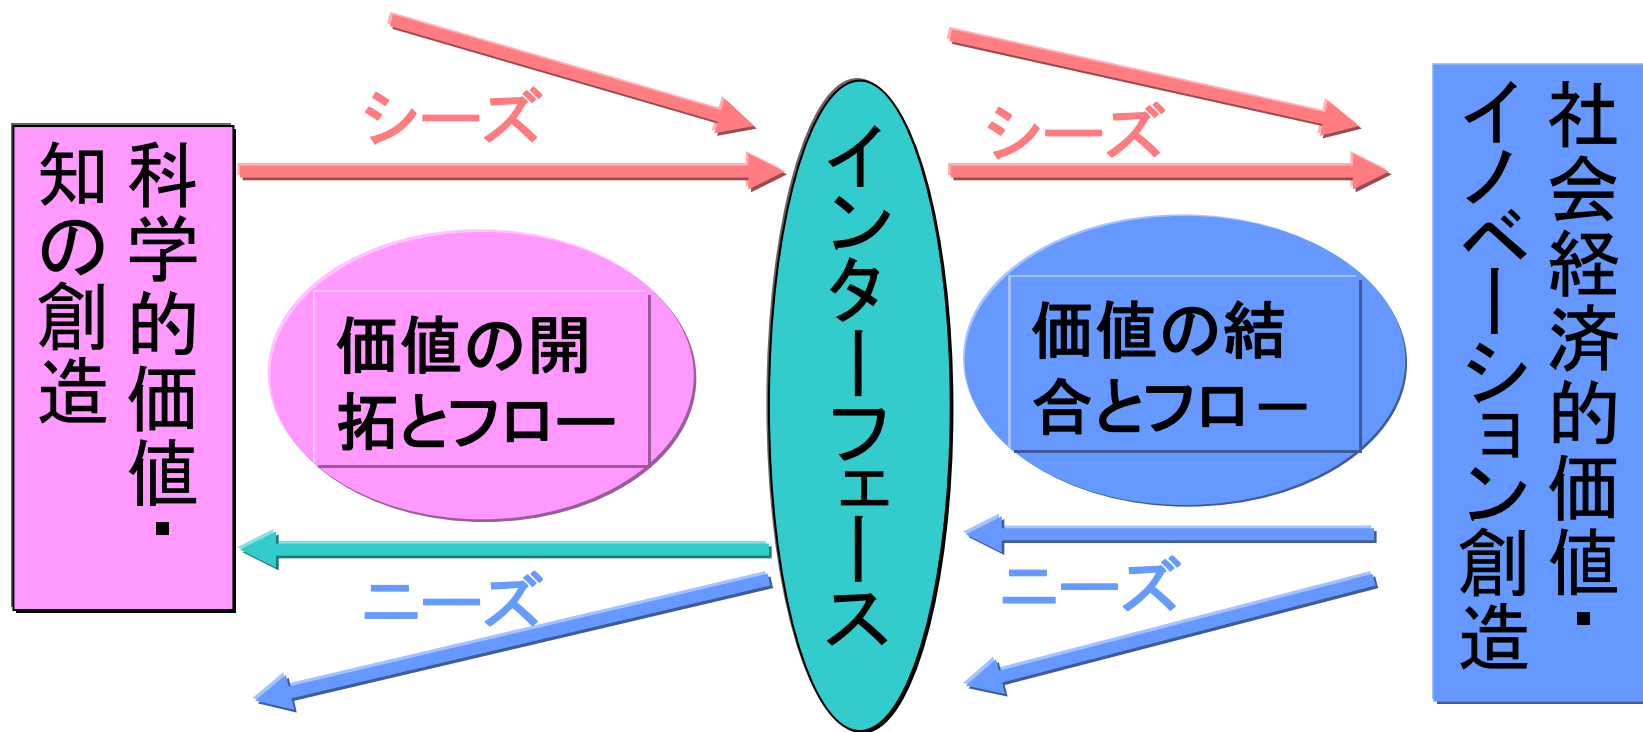 科学的価値・
知の創造
シーズ
価値の開
拓とフロー
ニーズ
インターフェース
シーズ
価値の結
合とフロー
ニーズ
社会経済的価値・
イノベーション創造